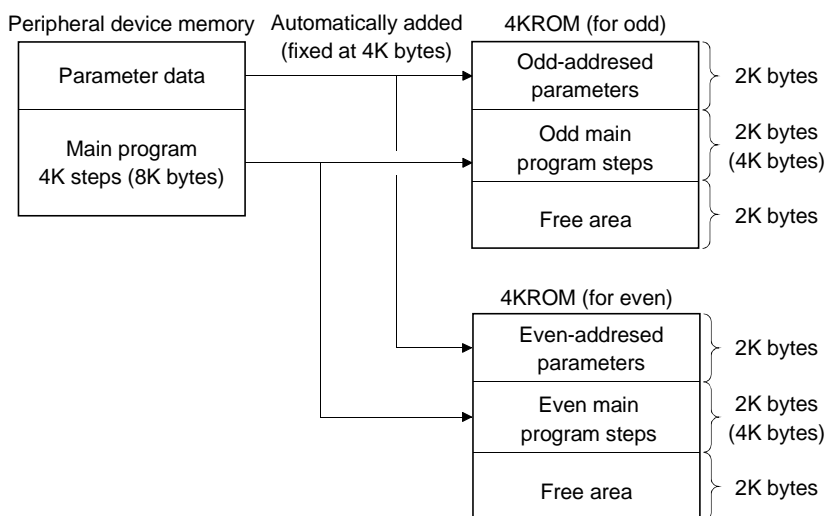 Peripheral device memory
Parameter data
Main program
4K steps (8K bytes)
Automatically added
(fixed at 4K bytes)
4KROM (for odd)
Odd-addresed
parameters
2K bytes
Odd main
program steps
2K bytes
(4K bytes)
Free area
2K bytes
4KROM (for even)
Even-addresed
parameters
2K bytes
Even main
program steps
2K bytes
(4K bytes)
Free area
2K bytes